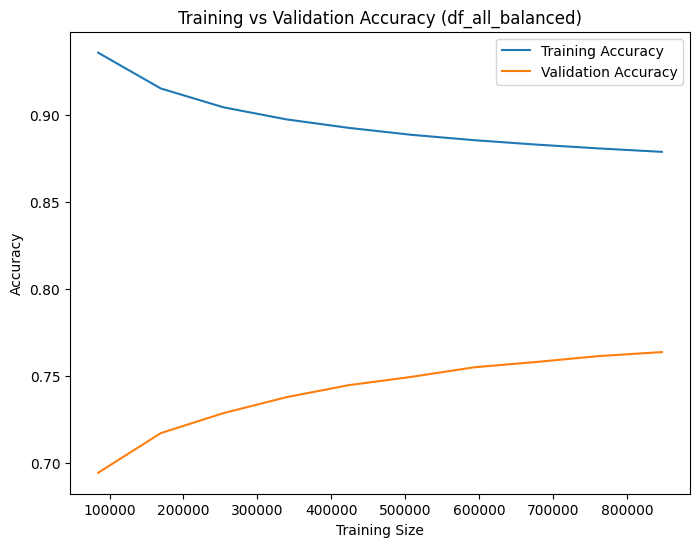 Training vs Validation Accuracy (df_all_balanced)
Training Accuracy
Validation Accuracy
Accuracy
0.90
0.85
0.80
0.75
0.70
100000 200000 300000 400000 500000 600000 700000 800000
Training Size